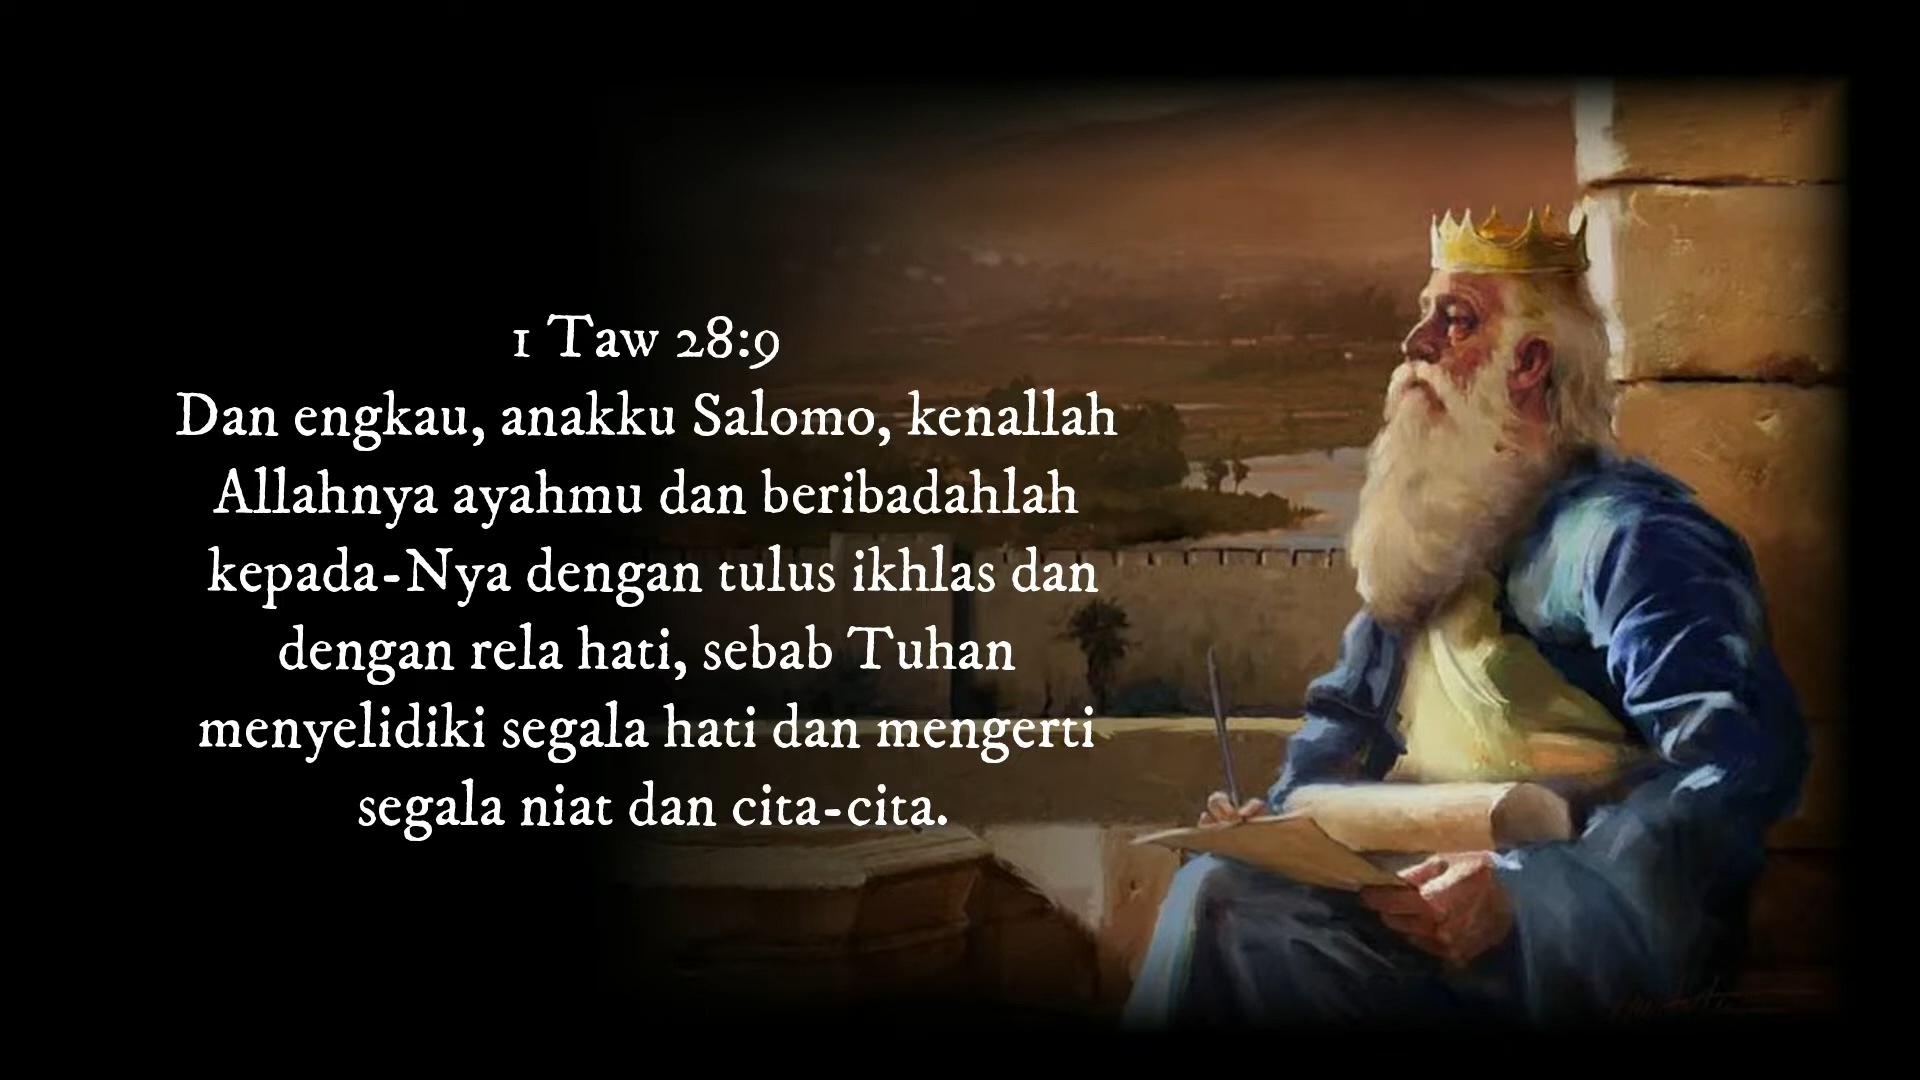 1 Taw 28:9
Dan engkau, anakku Salomo, kenallah
Allahnya ayahmu dan beribadahlah
kepada-Nya dengan tulus ikhlas dan
dengan rela hati, sebab Tuhan
menyelidiki segala hati dan mengerti
segala niat dan cita-cita.